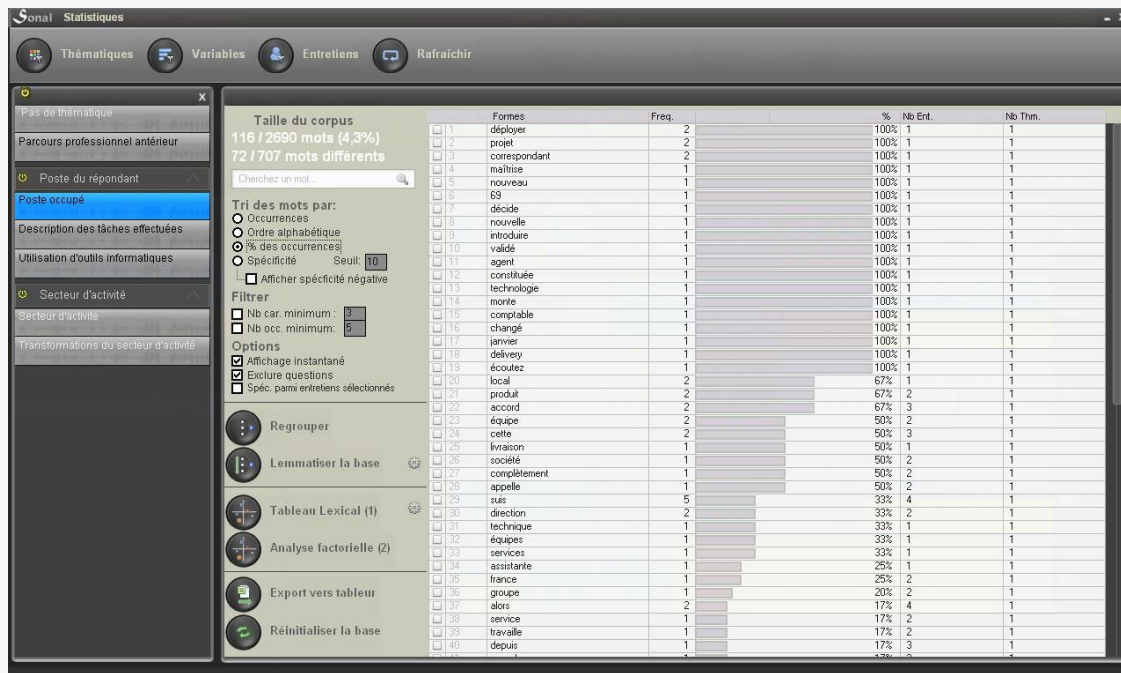 Sonal Statistiques
Thématiques Variables Entretiens Rafraîchir
x
Pas de thématique
Parcours professionnel antérieur
Poste du répondant
Poste occupé
Description des tâches effectuées
Utilisation d'outils informatiques
Secteur d'activité
Secteur d'activité
Transformations du secteur d'activité
Taille du corpus
116 / 2690 mots (4,3%)
72 / 707 mots différents
Cherchez un mot...
Tri des mots par:
Occurrences
Ordre alphabétique
% des occurrences
Spécificité Seuil: 10
Afficher spécficité négative
Filtrer
Nb car. minimum : 3
Nb occ. minimum: 5
Options
Affichage instantané
Exclure questions
Spéc. parmi entretiens sélectionnés
Regrouper
Lemmatiser la base
Tableau Lexical (1)
Analyse factorielle (2)
Export vers tableur
Réinitialiser la base
Formes Freq. % Nb Ent. Nb Thm.
1 déployer 2 100% 1 1
2 projet 2 100% 1 1
3 correspondant 2 100% 1 1
4 maîtrise 1 100% 1 1
5 nouveau 1 100% 1 1
6 69 1 100% 1 1
7 décide 1 100% 1 1
8 nouvelle 1 100% 1 1
9 introduire 1 100% 1 1
10 validé 1 100% 1 1
11 agent 1 100% 1 1
12 constituée 1 100% 1 1
13 technologie 1 100% 1 1
14 monte 1 100% 1 1
15 comptable 1 100% 1 1
16 changé 1 100% 1 1
17 janvier 1 100% 1 1
18 delivery 1 100% 1 1
19 écoutez 1 100% 1 1
20 local 2 67% 1 1
21 produit 2 67% 2 1
22 accord 2 67% 3 1
23 équipe 2 50% 2 1
24 cette 2 50% 3 1
25 livraison 1 50% 1 1
26 société 1 50% 2 1
27 complètement 1 50% 2 1
28 appelle 1 50% 2 1
29 suis 5 33% 4 1
30 direction 2 33% 2 1
31 technique 1 33% 1 1
32 équipes 1 33% 1 1
33 services 1 33% 1 1
34 assistante 1 25% 1 1
35 france 1 25% 2 1
36 groupe 1 20% 2 1
37 alors 2 17% 4 1
38 service 1 17% 2 1
39 travaille 1 17% 2 1
40 depuis 1 17% 3 1